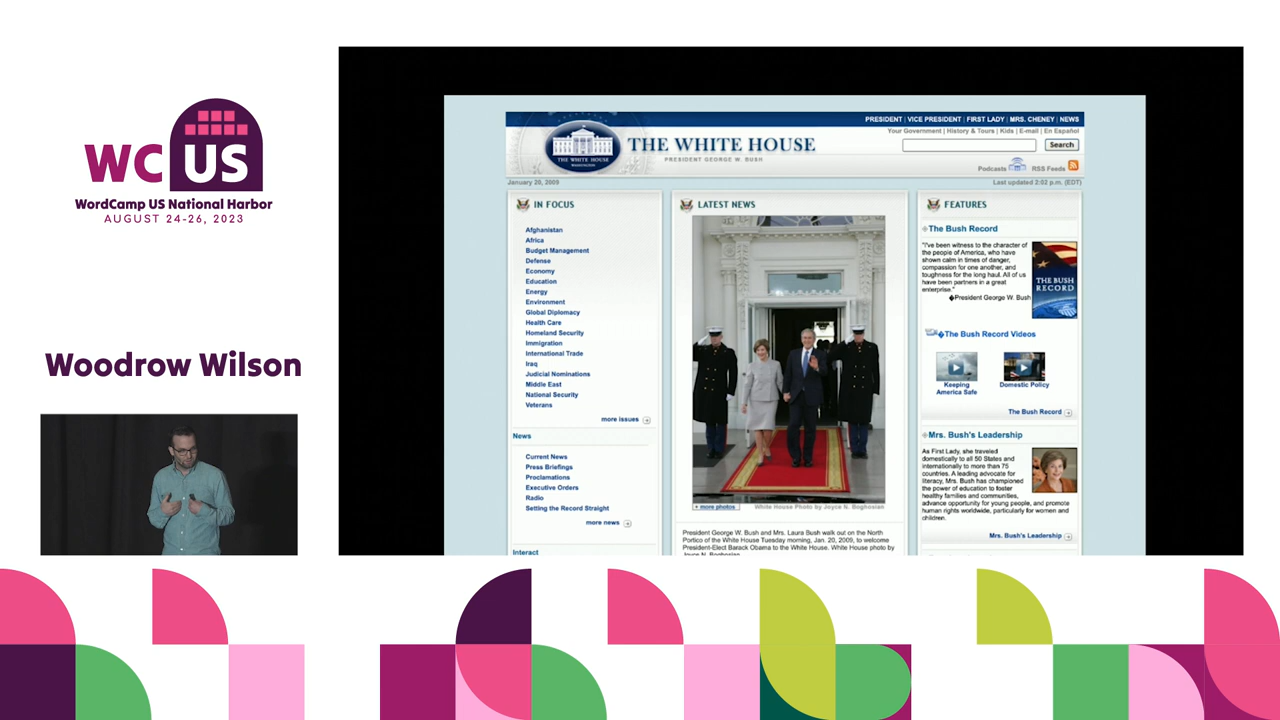 WC US
WordCamp US National Harbor
AUGUST 24-26, 2023
Woodrow Wilson
PRESIDENT | VICE PRESIDENT | FIRST LADY | MRS. CHENEY | NEWS
Your Government | History & Tours | Kids | E-mail | En Español
THE WHITE HOUSE
WASHINGTON
THE WHITE HOUSE
PRESIDENT GEORGE W. BUSH
Search
Podcasts
RSS Feeds
January 20, 2009
Last updated 2:02 p.m. (EDT)
IN FOCUS
Afghanistan
Africa
Budget Management
Defense
Economy
Education
Energy
Environment
Global Diplomacy
Health Care
Homeland Security
Immigration
International Trade
Iraq
Judicial Nominations
Middle East
National Security
Veterans
more issues
News
Current News
Press Briefings
Proclamations
Executive Orders
Radio
Setting the Record Straight
more news
Interact
LATEST NEWS
+ more photos
White House Photo by Joyce N. Boghosian
President George W. Bush and Mrs. Laura Bush walk out on the North
Portico of the White House Tuesday morning, Jan. 20, 2009, to welcome
President-Elect Barack Obama to the White House. White House photo by
Joyce N. Boghosian
FEATURES
The Bush Record
"I've been witness to the character of
the people of America, who have
shown calm in times of danger,
compassion for one another, and
toughness for the long haul. All of us
have been partners in a great
enterprise."
�President George W. Bush
THE BUSH
RECORD
�The Bush Record Videos
Keeping
America Safe
Domestic Policy
The Bush Record
Mrs. Bush's Leadership
As First Lady, she traveled
domestically to all 50 States and
internationally to more than 75
countries. A leading advocate for
literacy, Mrs. Bush has championed
the power of education to foster
healthy families and communities,
advance opportunity for young people, and promote
human rights worldwide, particularly for women and
children.
Mrs. Bush's Leadership